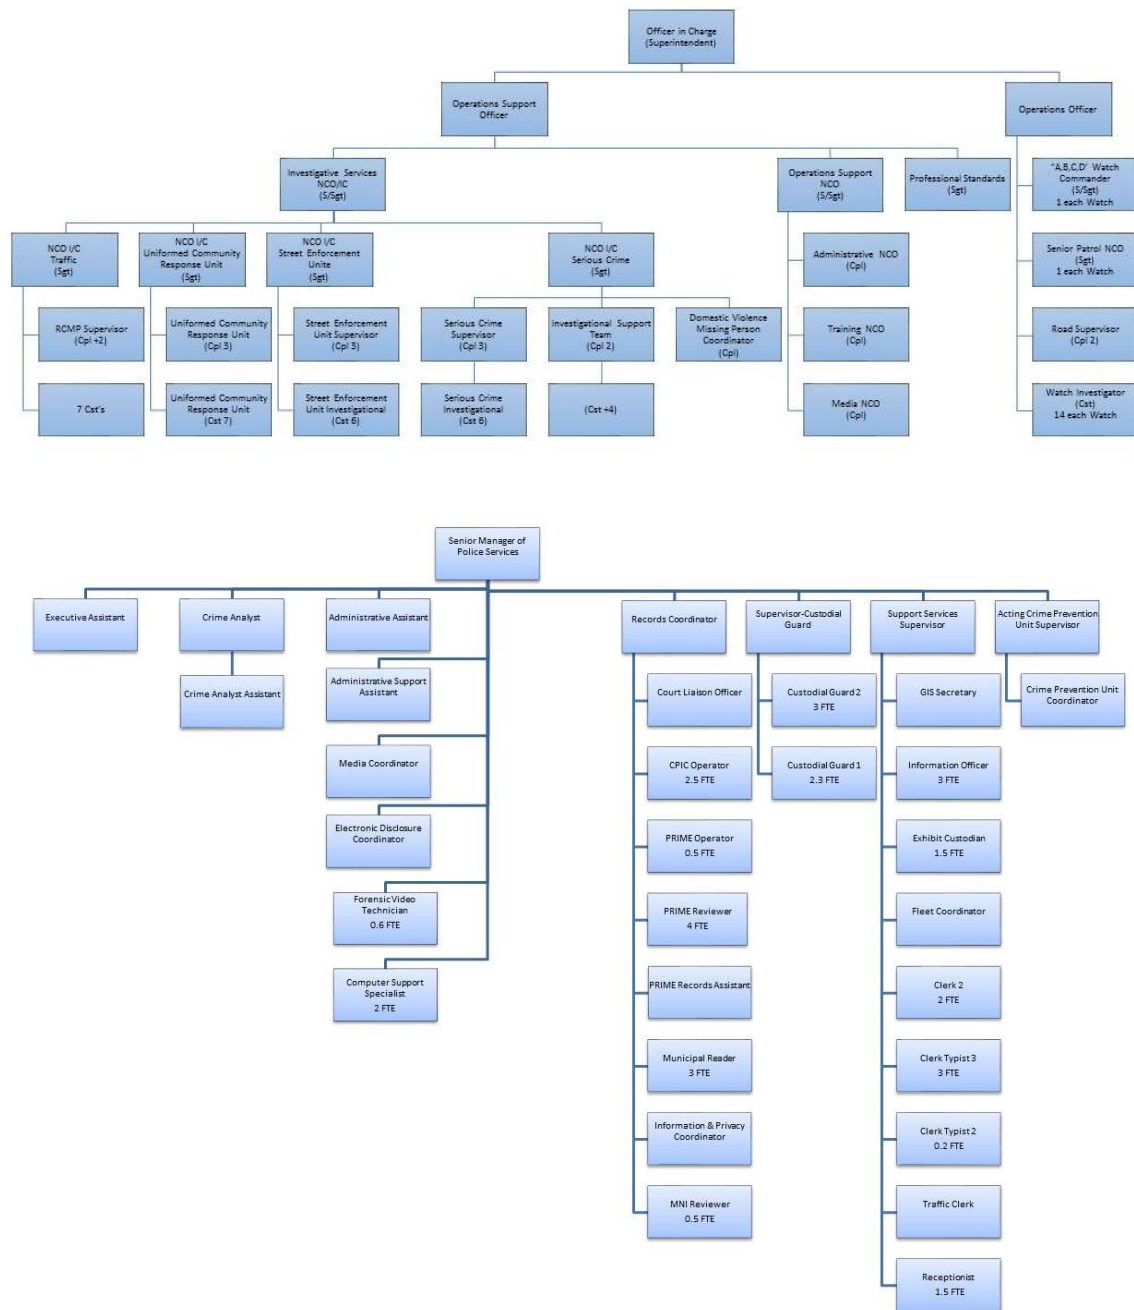 Officer in Charge
(Superintendent)
Operations Support
Officer
Operations Officer
Investigative Services
NCO/IC
(S/Sgt)
Operations Support
NCO
(S/Sgt)
Professional Standards
(Sgt)
"A,B,C,D' Watch
Commander
(S/Sgt)
1 each Watch
NCO I/C
Traffic
(Sgt)
NCO I/C
Uniformed Community
Response Unit
(Sgt)
NCO I/C
Street Enforcement
Unite
(Sgt)
NCO I/C
Serious Crime
(Sgt)
Administrative NCO
(Cpl)
Senior Patrol NCO
(Sgt)
1 each Watch
RCMP Supervisor
(Cpl +2)
Uniformed Community
Response Unit
(Cpl 3)
Street Enforcement
Unit Supervisor
(Cpl 3)
Serious Crime
Supervisor
(Cpl 3)
Investigational Support
Team
(Cpl 2)
Domestic Violence
Missing Person
Coordinator
(Cpl)
Training NCO
(Cpl)
Road Supervisor
(Cpl 2)
7 Cst's
Uniformed Community
Response Unit
(Cst 7)
Street Enforcement
Unit Investigational
(Cst 6)
Serious Crime
Investigational
(Cst 6)
(Cst +4)
Media NCO
(Cpl)
Watch Investigator
(Cst)
14 each Watch
Senior Manager of
Police Services
Executive Assistant
Crime Analyst
Administrative Assistant
Records Coordinator
Supervisor-Custodial
Guard
Support Services
Supervisor
Acting Crime Prevention
Unit Supervisor
Crime Analyst Assistant
Administrative Support
Assistant
Media Coordinator
Electronic Disclosure
Coordinator
Forensic Video
Technician
0.6 FTE
Computer Support
Specialist
2 FTE
Court Liaison Officer
CPIC Operator
2.5 FTE
PRIME Operator
0.5 FTE
PRIME Reviewer
4 FTE
PRIME Records Assistant
Municipal Reader
3 FTE
Information & Privacy
Coordinator
MNI Reviewer
0.5 FTE
Custodial Guard 2
3 FTE
Custodial Guard 1
2.3 FTE
GIS Secretary
Information Officer
3 FTE
Exhibit Custodian
1.5 FTE
Fleet Coordinator
Clerk 2
2 FTE
Clerk Typist 3
3 FTE
Clerk Typist 2
0.2 FTE
Traffic Clerk
Receptionist
1.5 FTE
Crime Prevention Unit
Coordinator